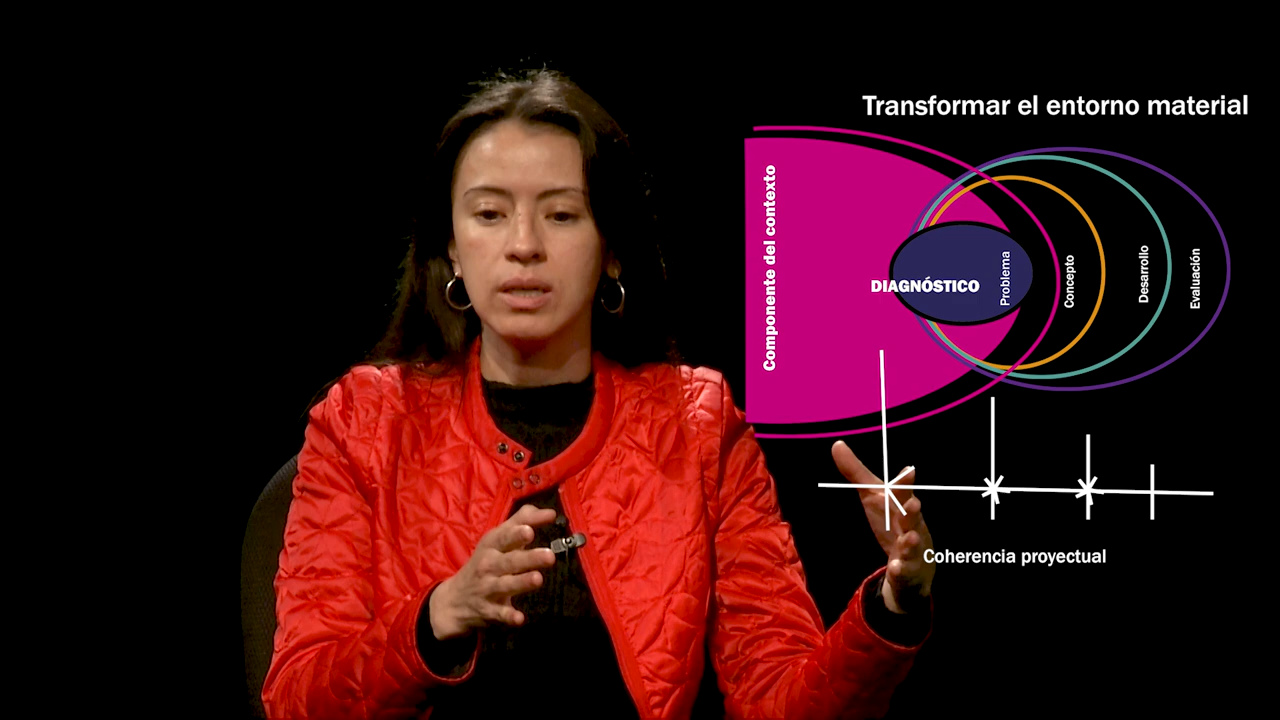 Transformar el entorno material
Componente del contexto
DIAGNÓSTICO
Problema
Concepto
Desarrollo
Evaluación
Coherencia proyectual